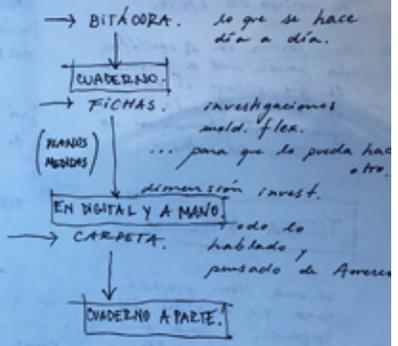 → BITÁCORA. lo que se hace
día a día.
CUADERNO.
→ FICHAS. investigaciones
mold. flex.
(PLANOS
MEDIDAS)
... para que lo pueda hac
otro.
dimensión invest.
EN DIGITAL Y A MANO.
→ CARPETA. Todo lo
hablado y
pensado de Amere
CUADERNO A PARTE.